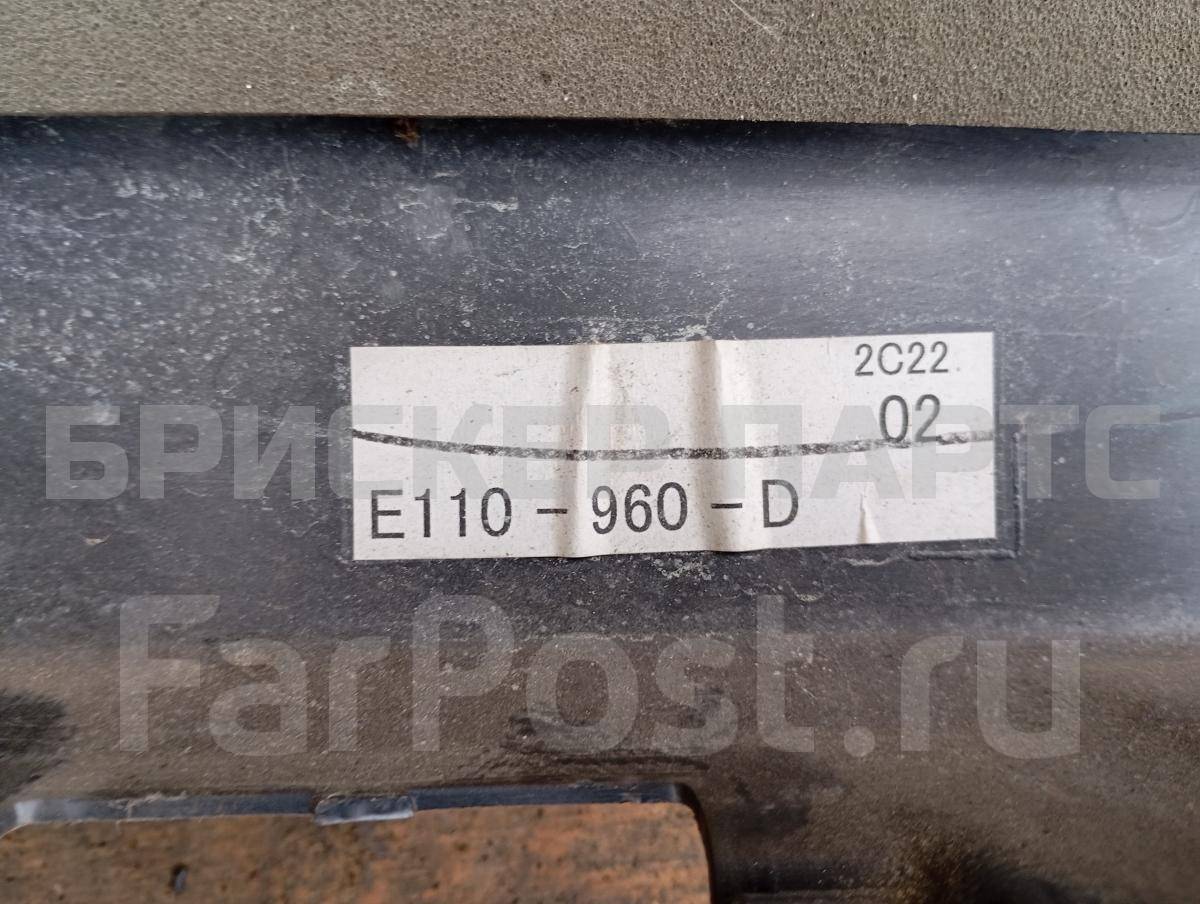 2C22
02
БРИСКЕР ПАРТС
E110 - 960 - D
FarPost.ru